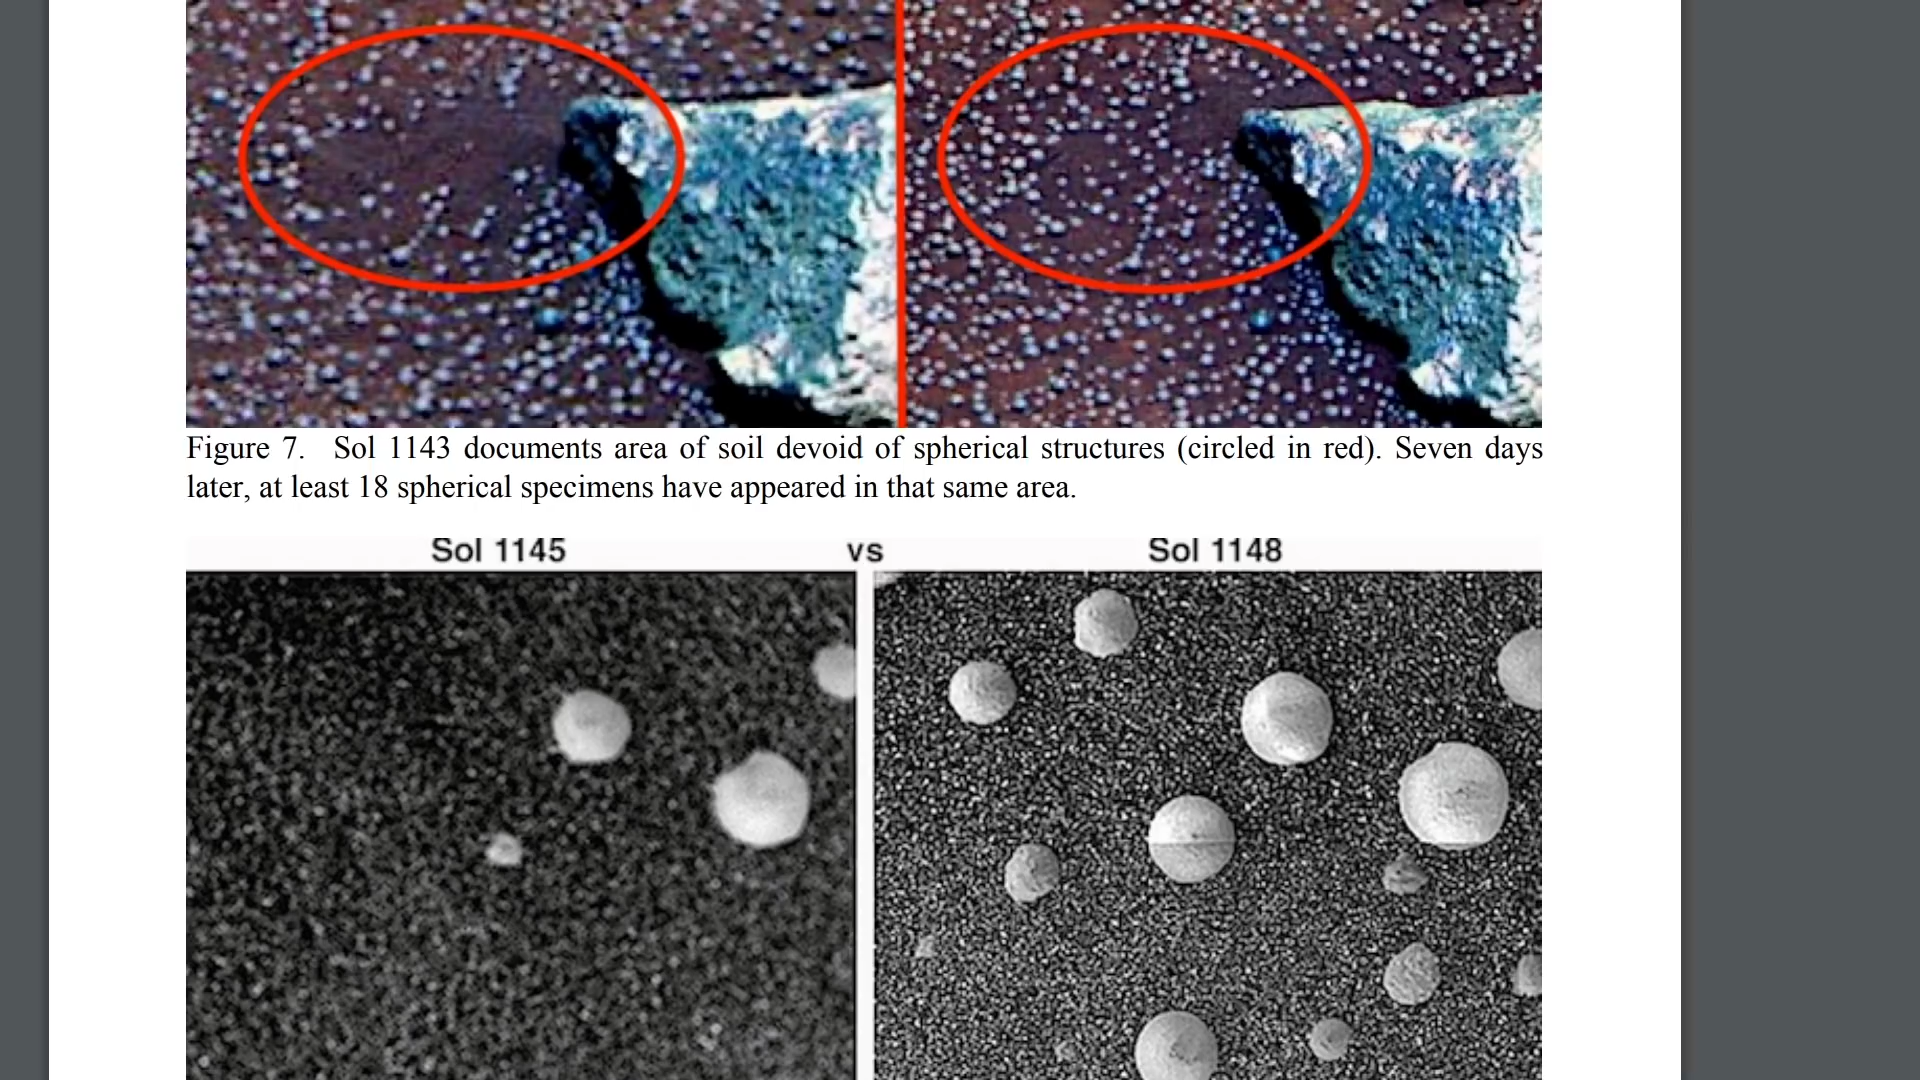 Figure 7. Sol 1143 documents area of soil devoid of spherical structures (circled in red). Seven days
later, at least 18 spherical specimens have appeared in that same area.
Sol 1145 vs Sol 1148